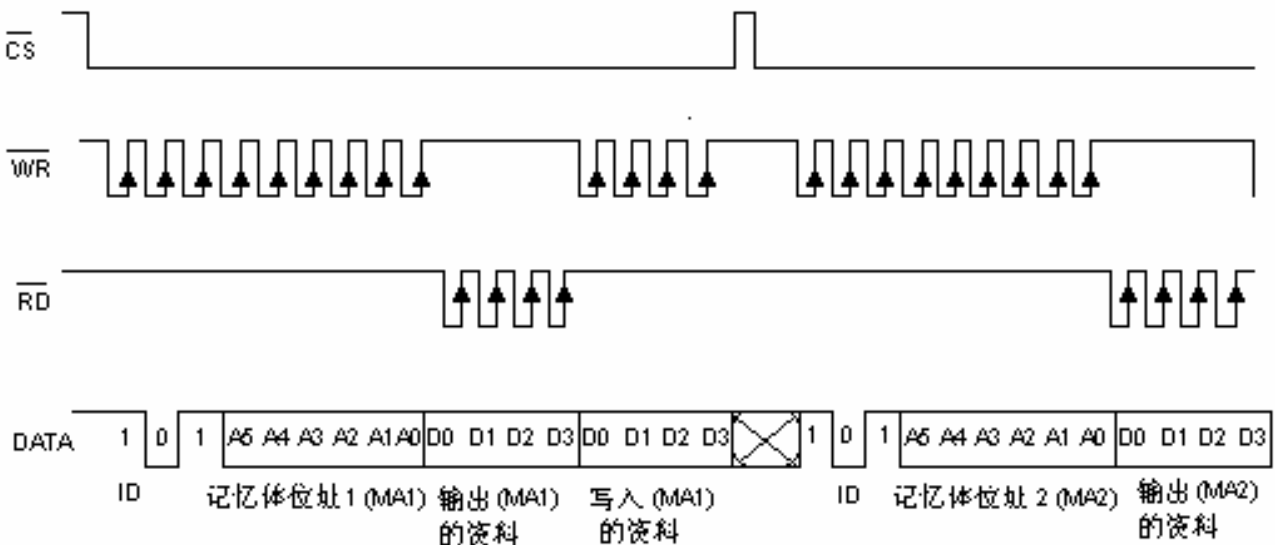 CS
WR
RD
DATA 1 0 1 A5 A4 A3 A2 A1 A0 D0 D1 D2 D3 D0 D1 D2 D3 1 0 1 A5 A4 A3 A2 A1 A0 D0 D1 D2 D3
ID 记忆体位址1(MA1) 输出(MA1) 写入(MA1) ID 记忆体位址2(MA2) 输出(MA2)
的资料 的资料 的资料